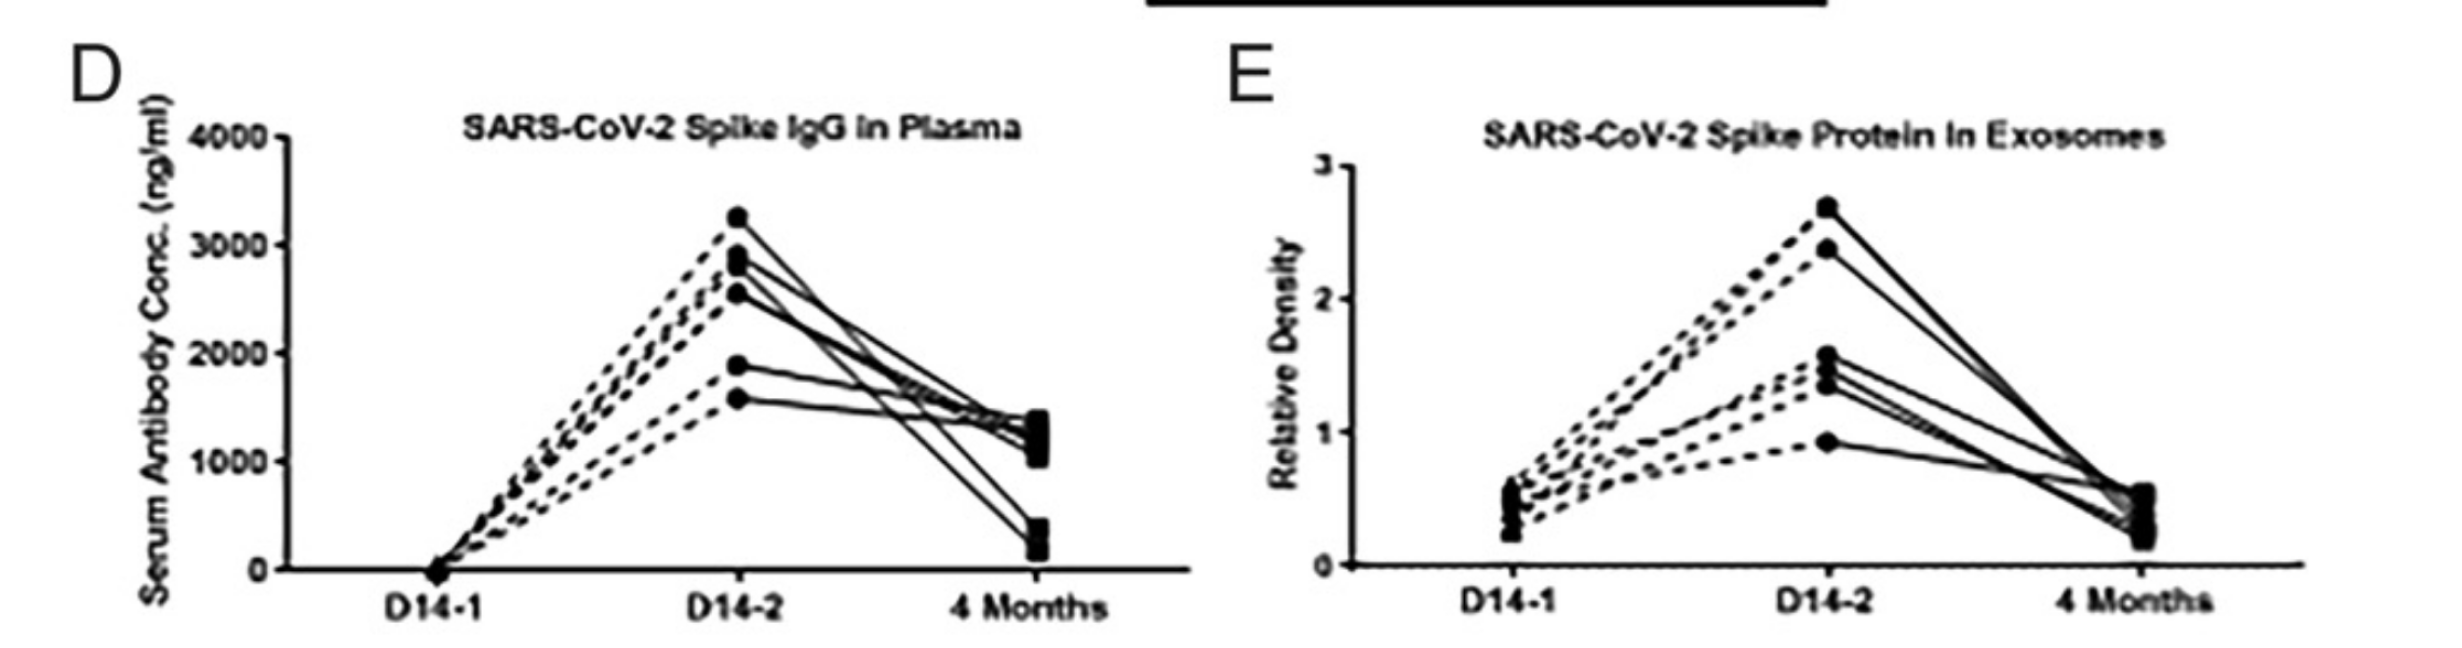 D
SARS-CoV-2 Spike IgG in Plasma
Serum Antibody Conc. (ng/ml)
4000
3000
2000
1000
0
D14-1 D14-2 4 Months
E
SARS-CoV-2 Spike Protein In Exosomes
Relative Density
3
2
1
0
D14-1 D14-2 4 Months